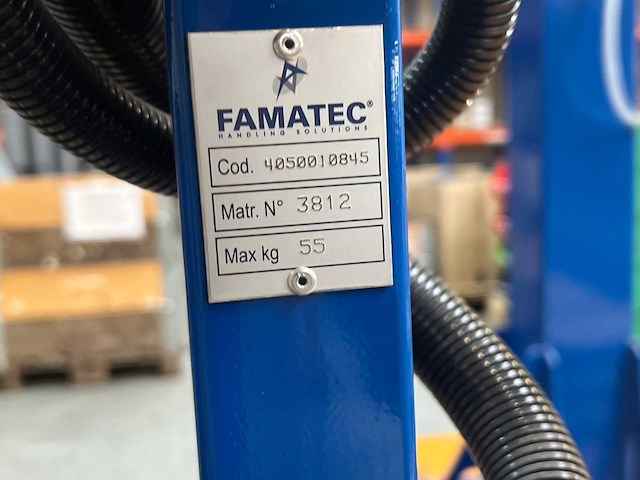 FAMATEC®
HANDLING SOLUTIONS
Cod. 4050010845
Matr. N° 3812
Max kg 55